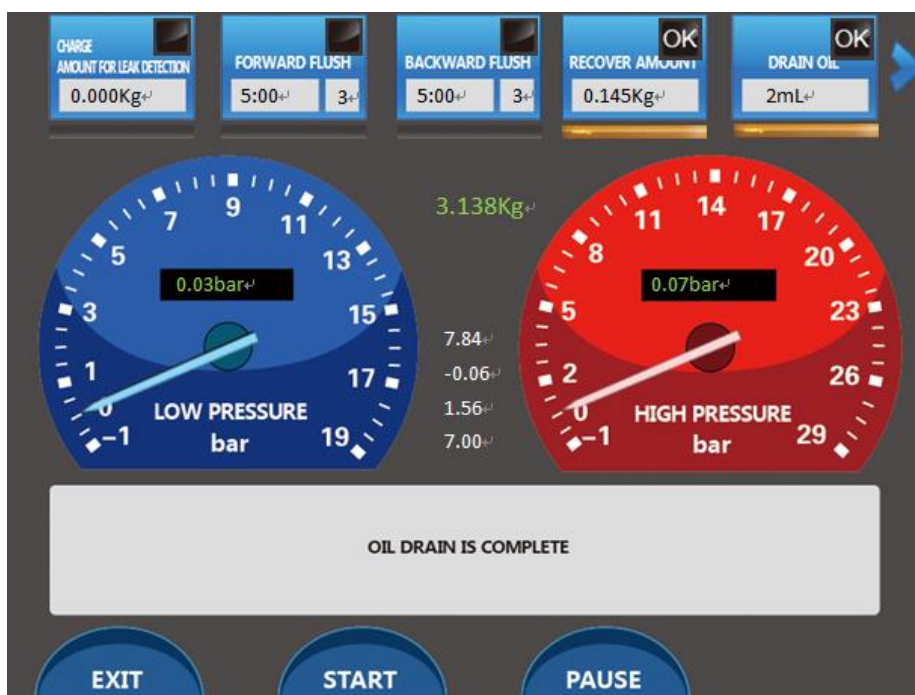 CHARGE
AMOUNT FOR LEAK DETECTION
0.000Kg↵
FORWARD FLUSH
5:00↵ 3↵
BACKWARD FLUSH
5:00↵ 3↵
OK
RECOVER AMOUNT
0.145Kg↵
OK
DRAIN OIL
2mL↵
-1 0 1 3 5 7 9 11 13 15 17 19
0.03bar↵
LOW PRESSURE
bar
3.138Kg↵
7.84↵
-0.06↵
1.56↵
7.00↵
-1 0 2 5 8 11 14 17 20 23 26 29
0.07bar↵
HIGH PRESSURE
bar
OIL DRAIN IS COMPLETE
EXIT
START
PAUSE